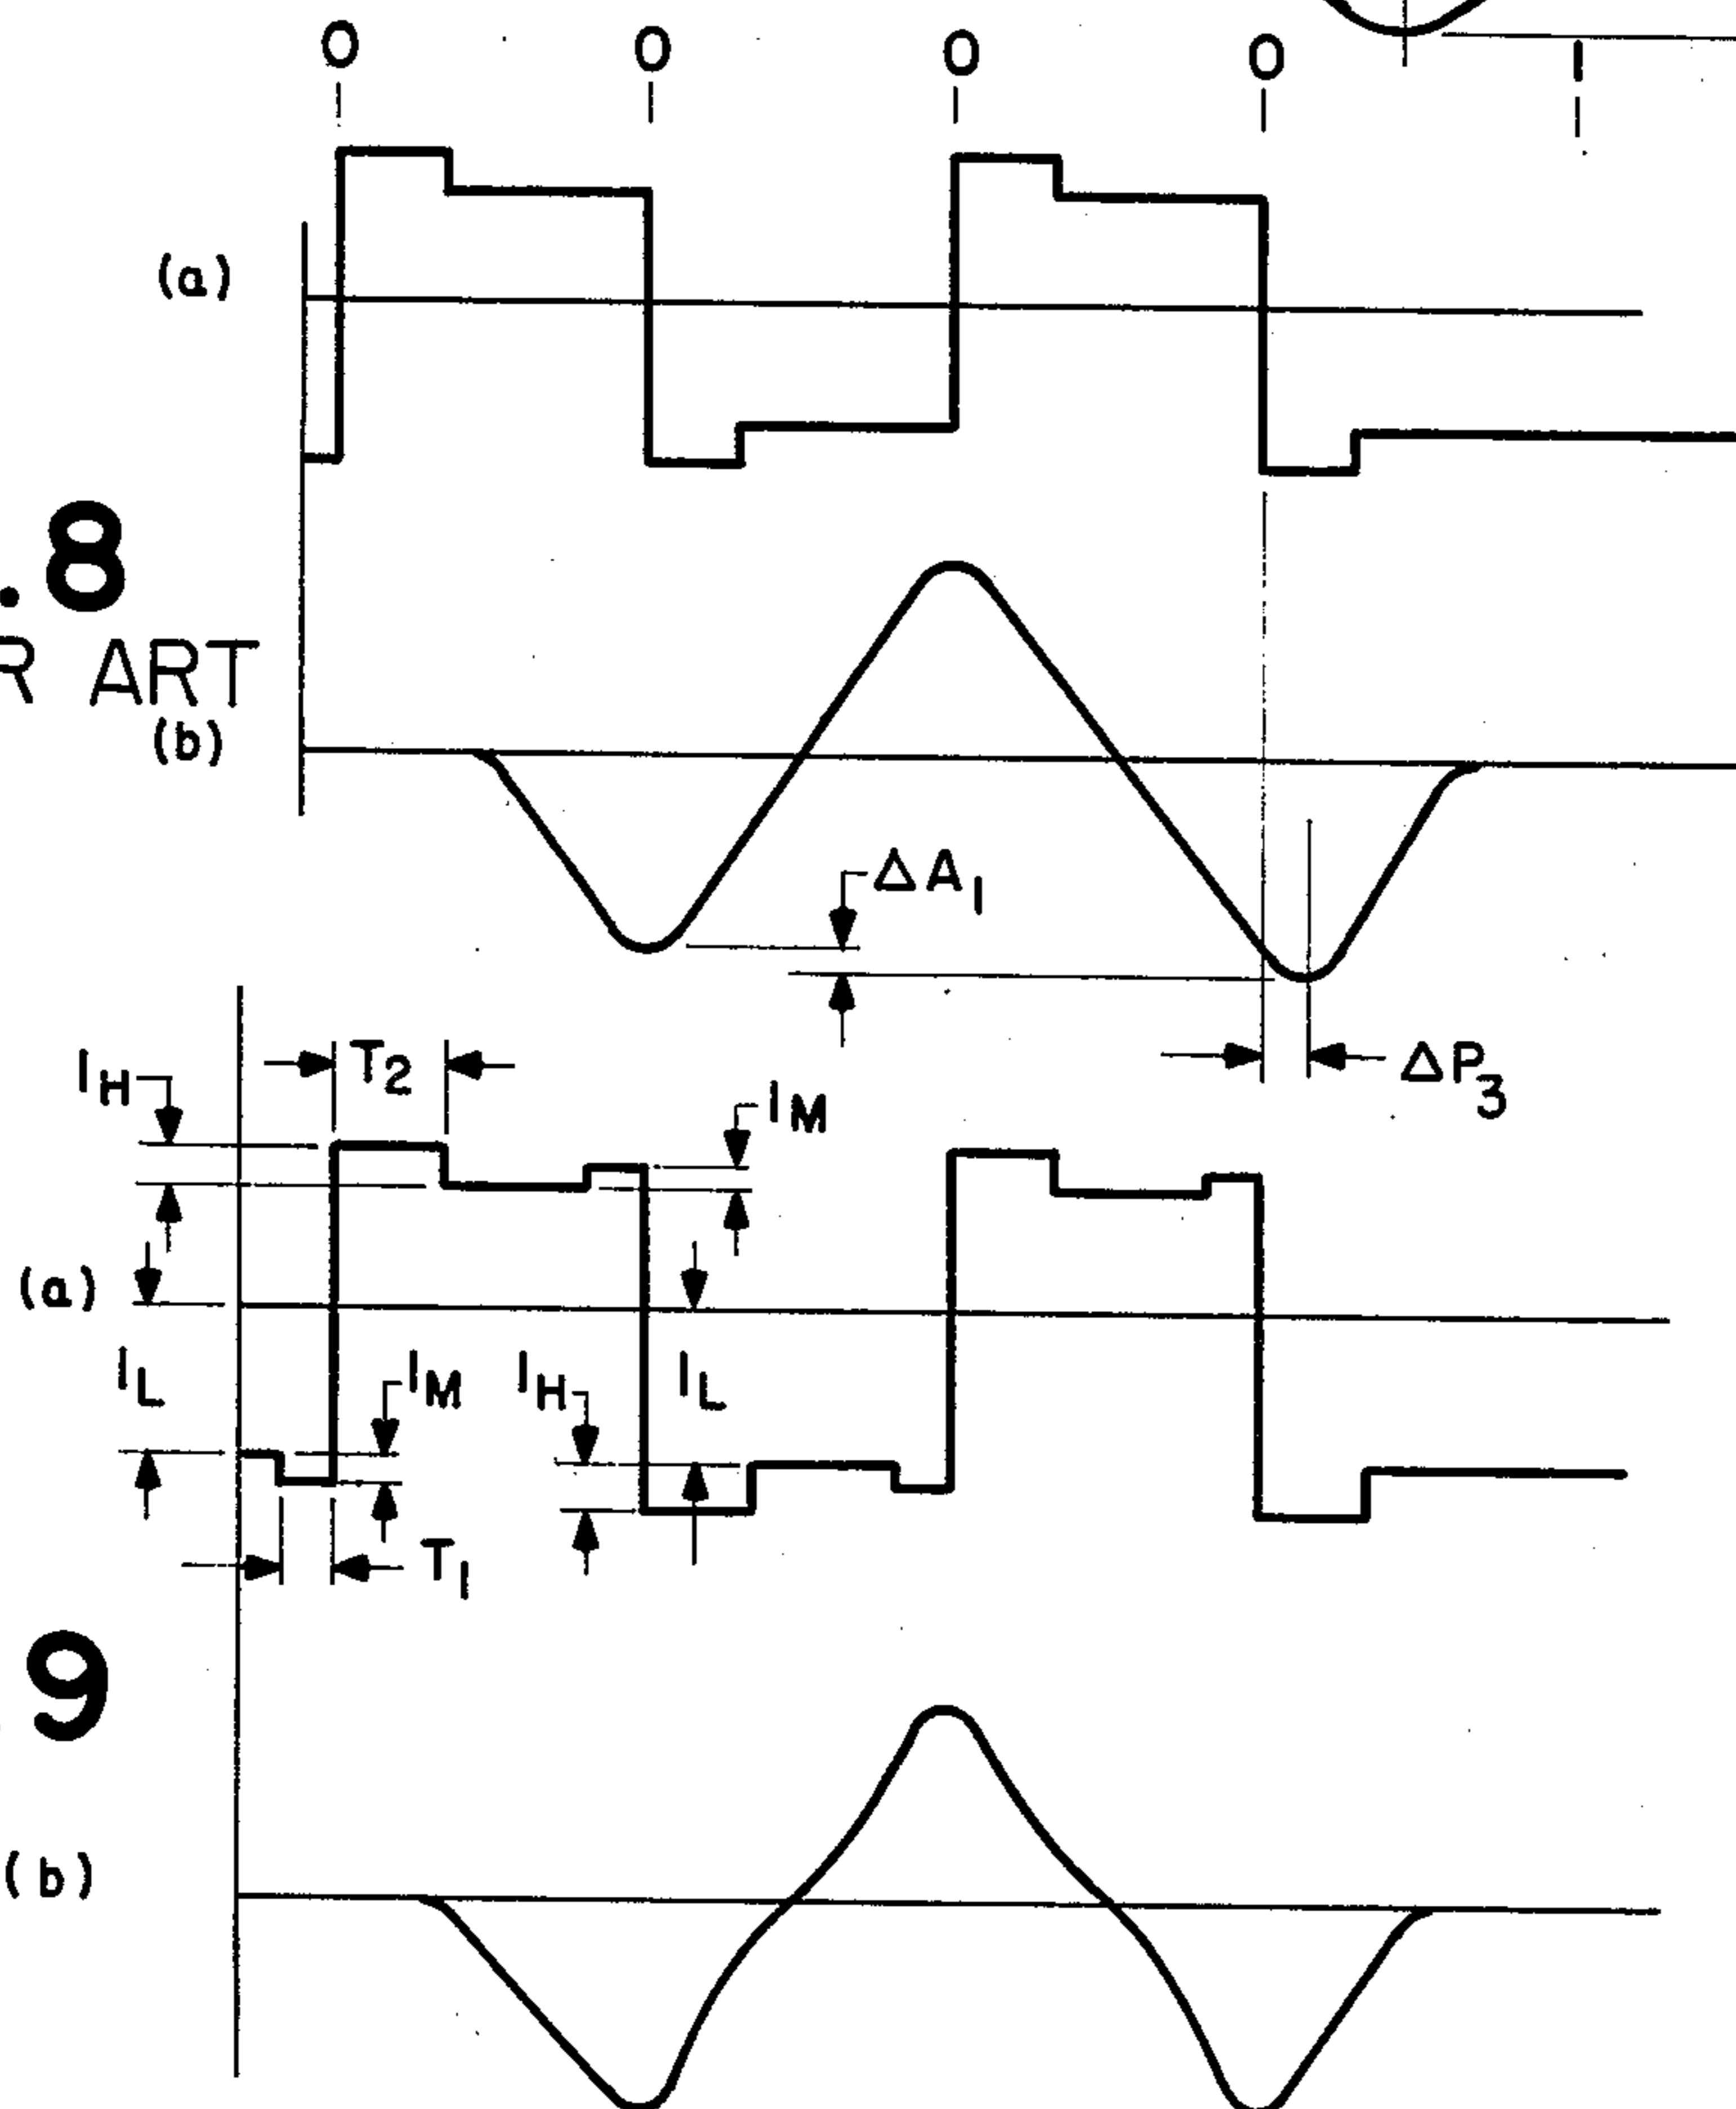 0 0 0 0 1
(a)
.8
R ART
(b)
ΔA1
ΔP3
IH
T2
IM
(a)
IL
IM
IH
IL
T1
9
(b)